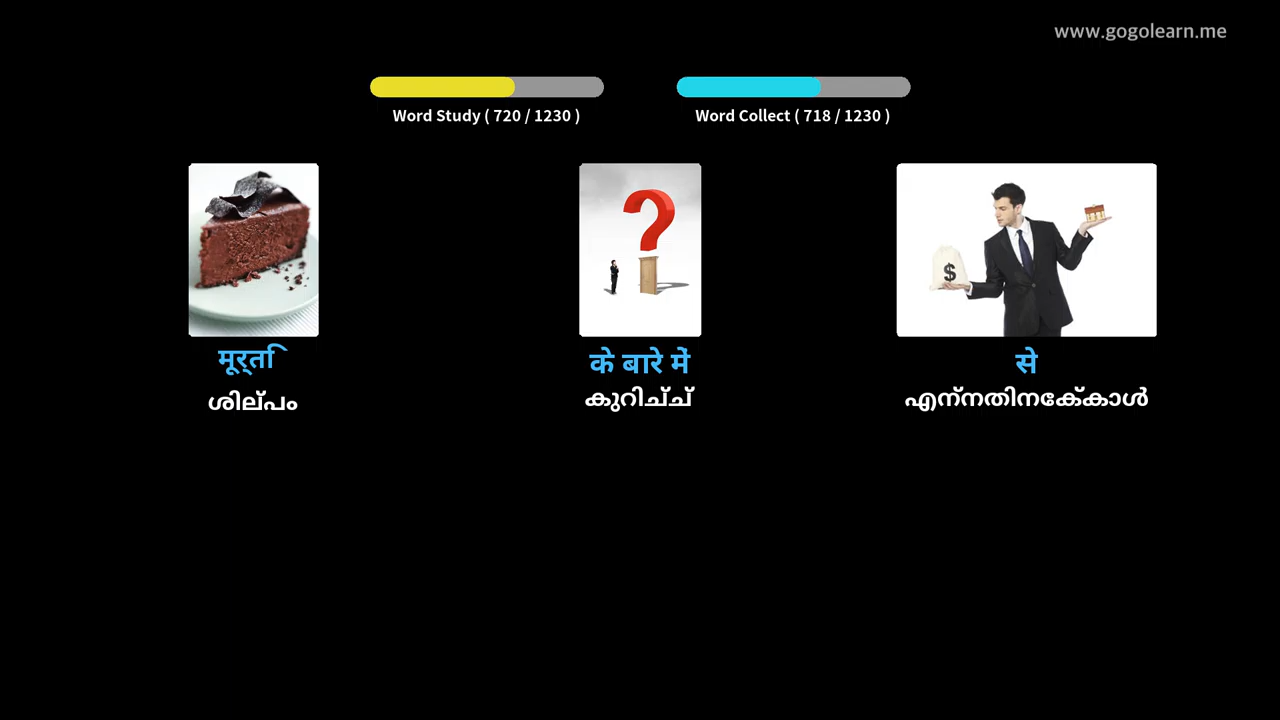 www.gogolearn.me
Word Study ( 720 / 1230 )
Word Collect ( 718 / 1230 )
$
मूर्ति
के बारे में
से
ശില്പം
കുറിച്ച്
എന്നതിനേക്കാൾ